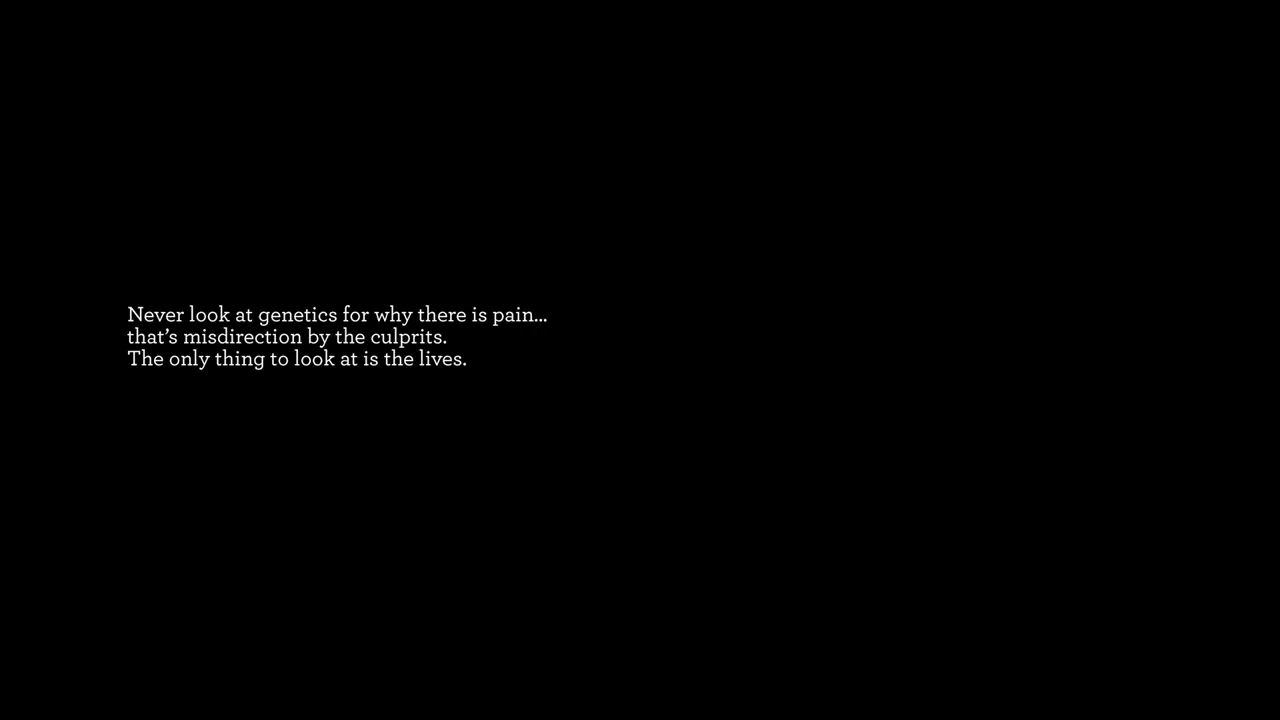 Never look at genetics for why there is pain...
that’s misdirection by the culprits.
The only thing to look at is the lives.